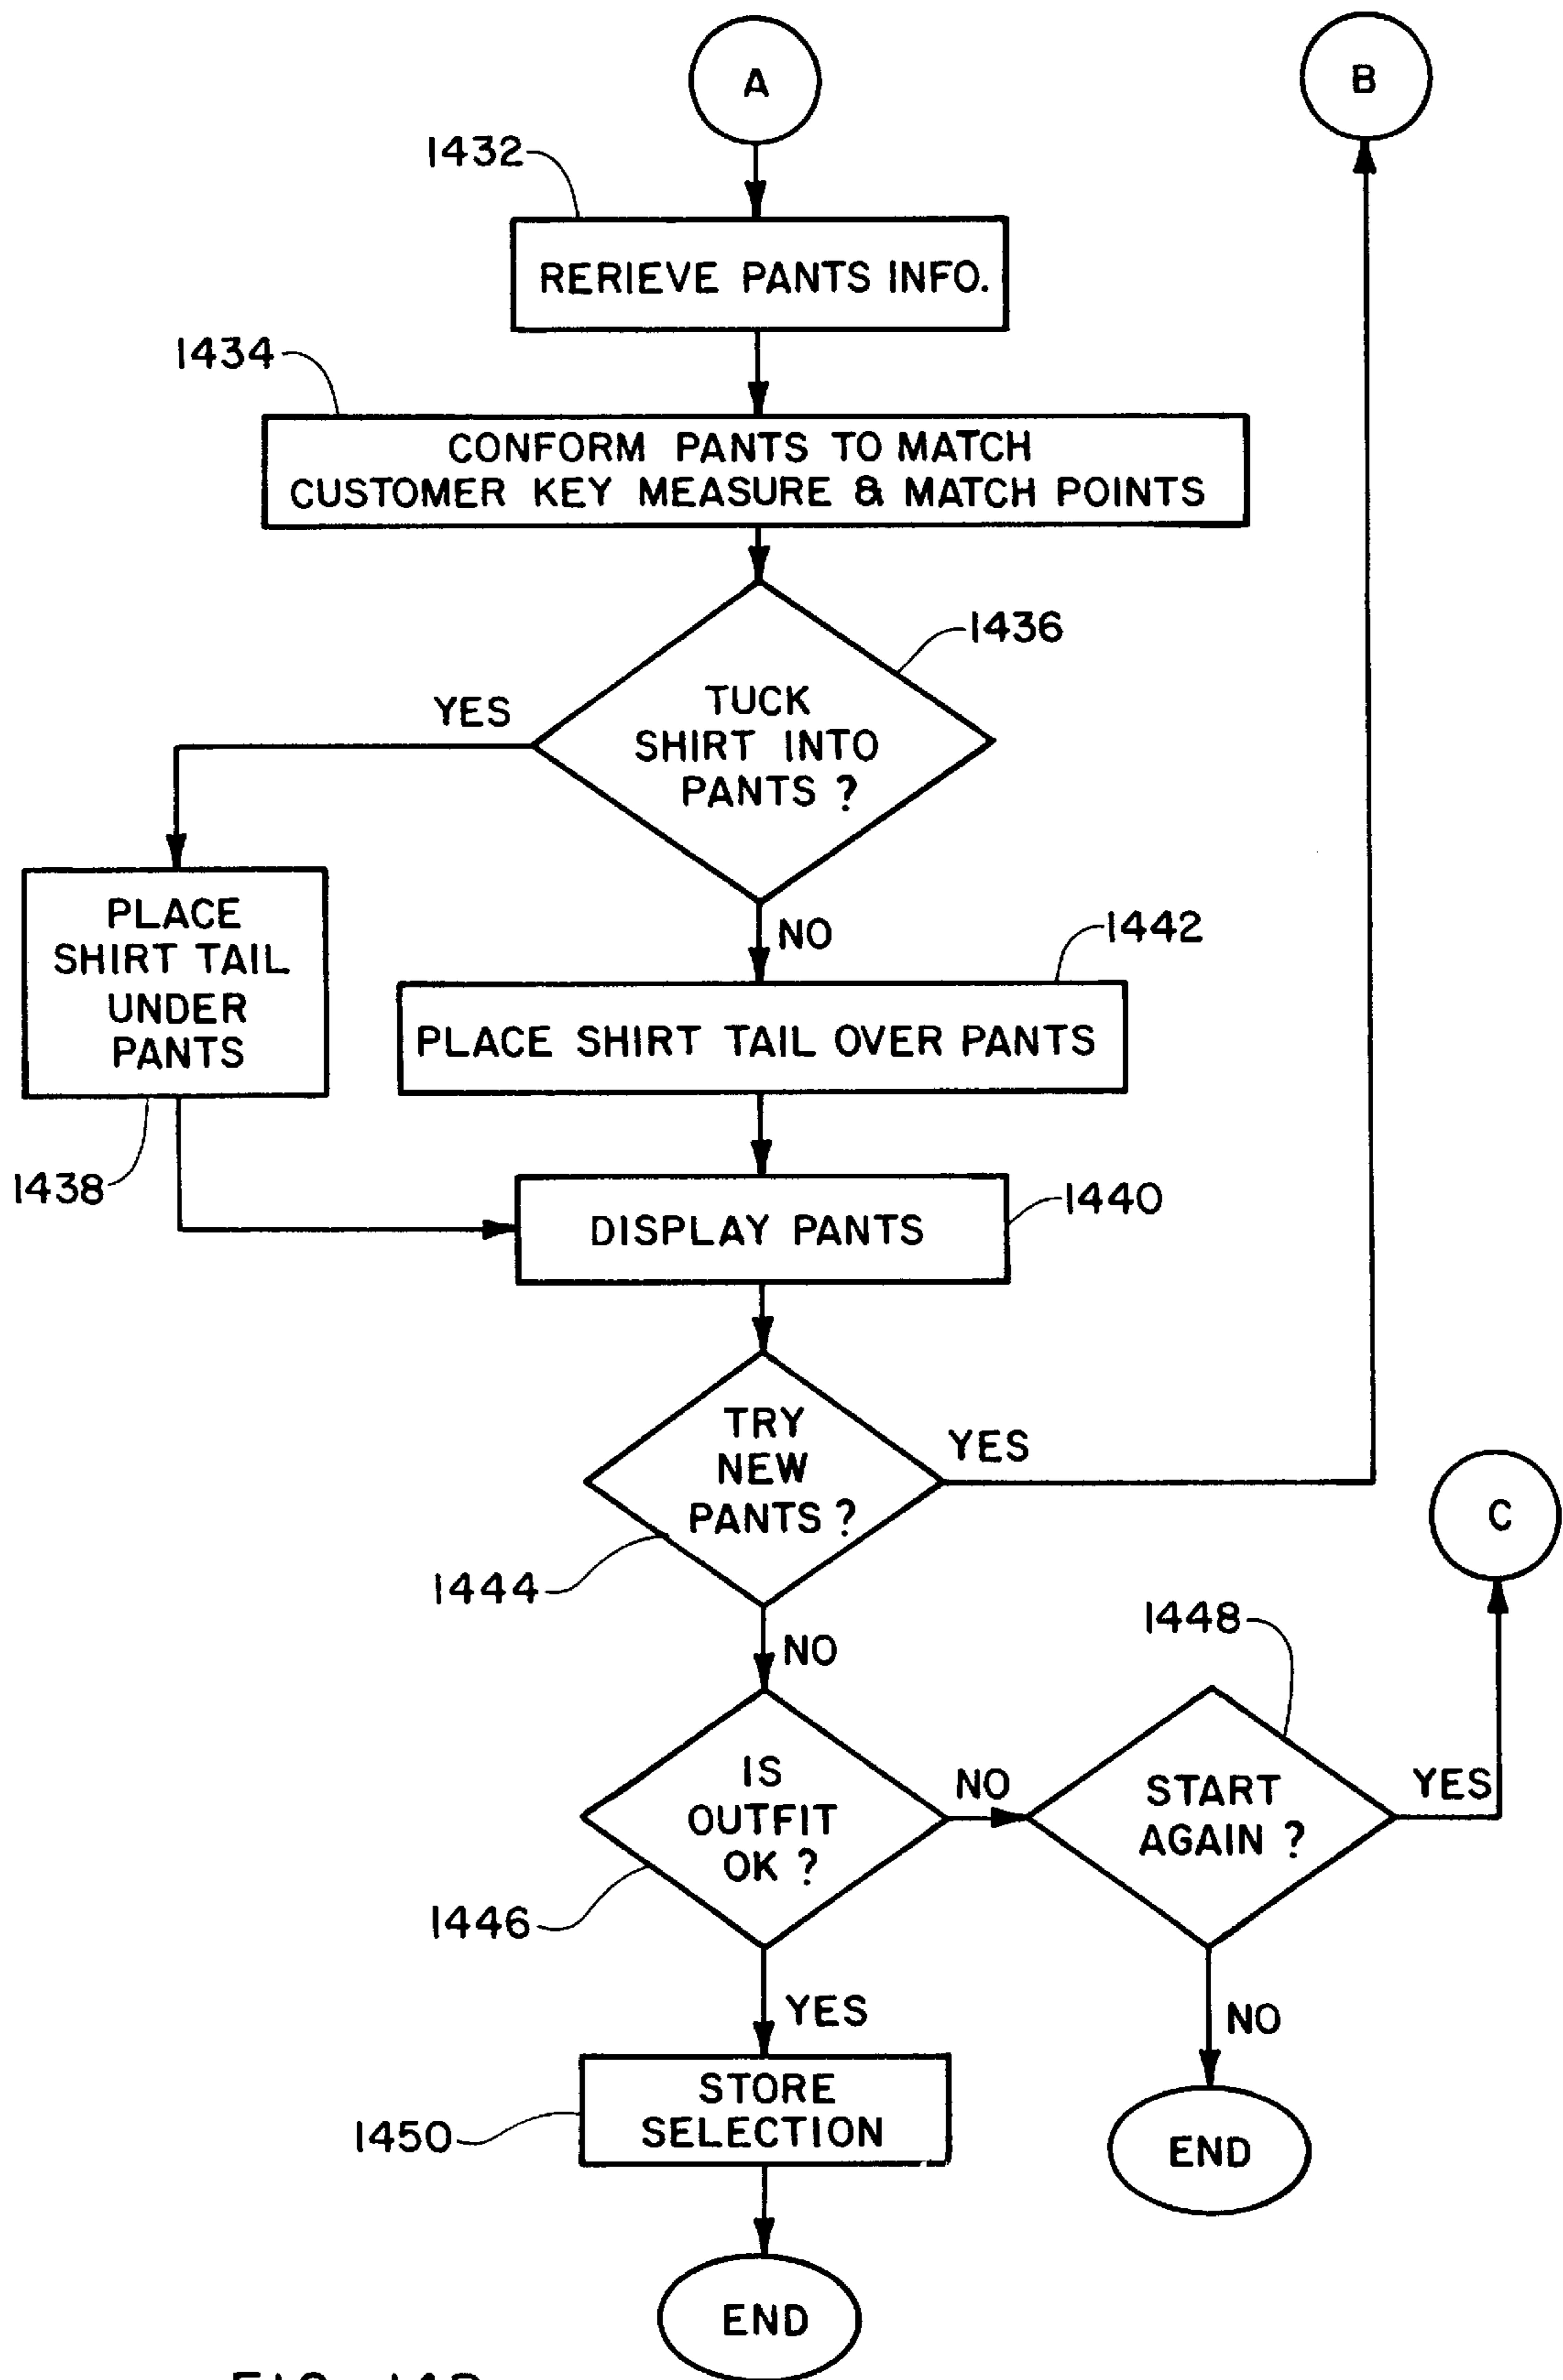 A
B
1432
RERIEVE PANTS INFO.
1434
CONFORM PANTS TO MATCH
CUSTOMER KEY MEASURE & MATCH POINTS
1436
YES
TUCK
SHIRT INTO
PANTS ?
PLACE
SHIRT TAIL
UNDER
PANTS
NO
1442
PLACE SHIRT TAIL OVER PANTS
1438
1440
DISPLAY PANTS
TRY
NEW
PANTS ?
YES
C
1444
1448
NO
IS
OUTFIT
OK ?
NO
START
AGAIN ?
YES
1446
YES
NO
STORE
SELECTION
1450
END
END